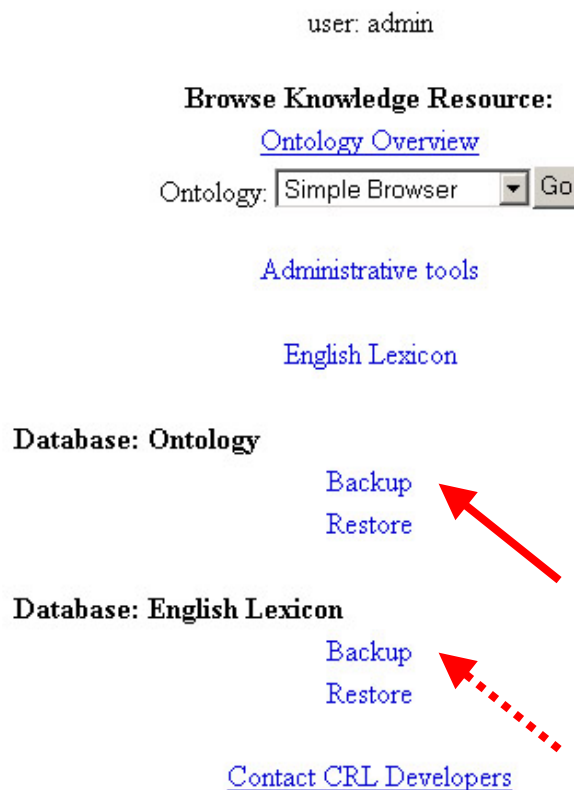 user: admin
Browse Knowledge Resource:
Ontology Overview
Ontology: Simple Browser Go
Administrative tools
English Lexicon
Database: Ontology
Backup
Restore
Database: English Lexicon
Backup
Restore
Contact CRL Developers